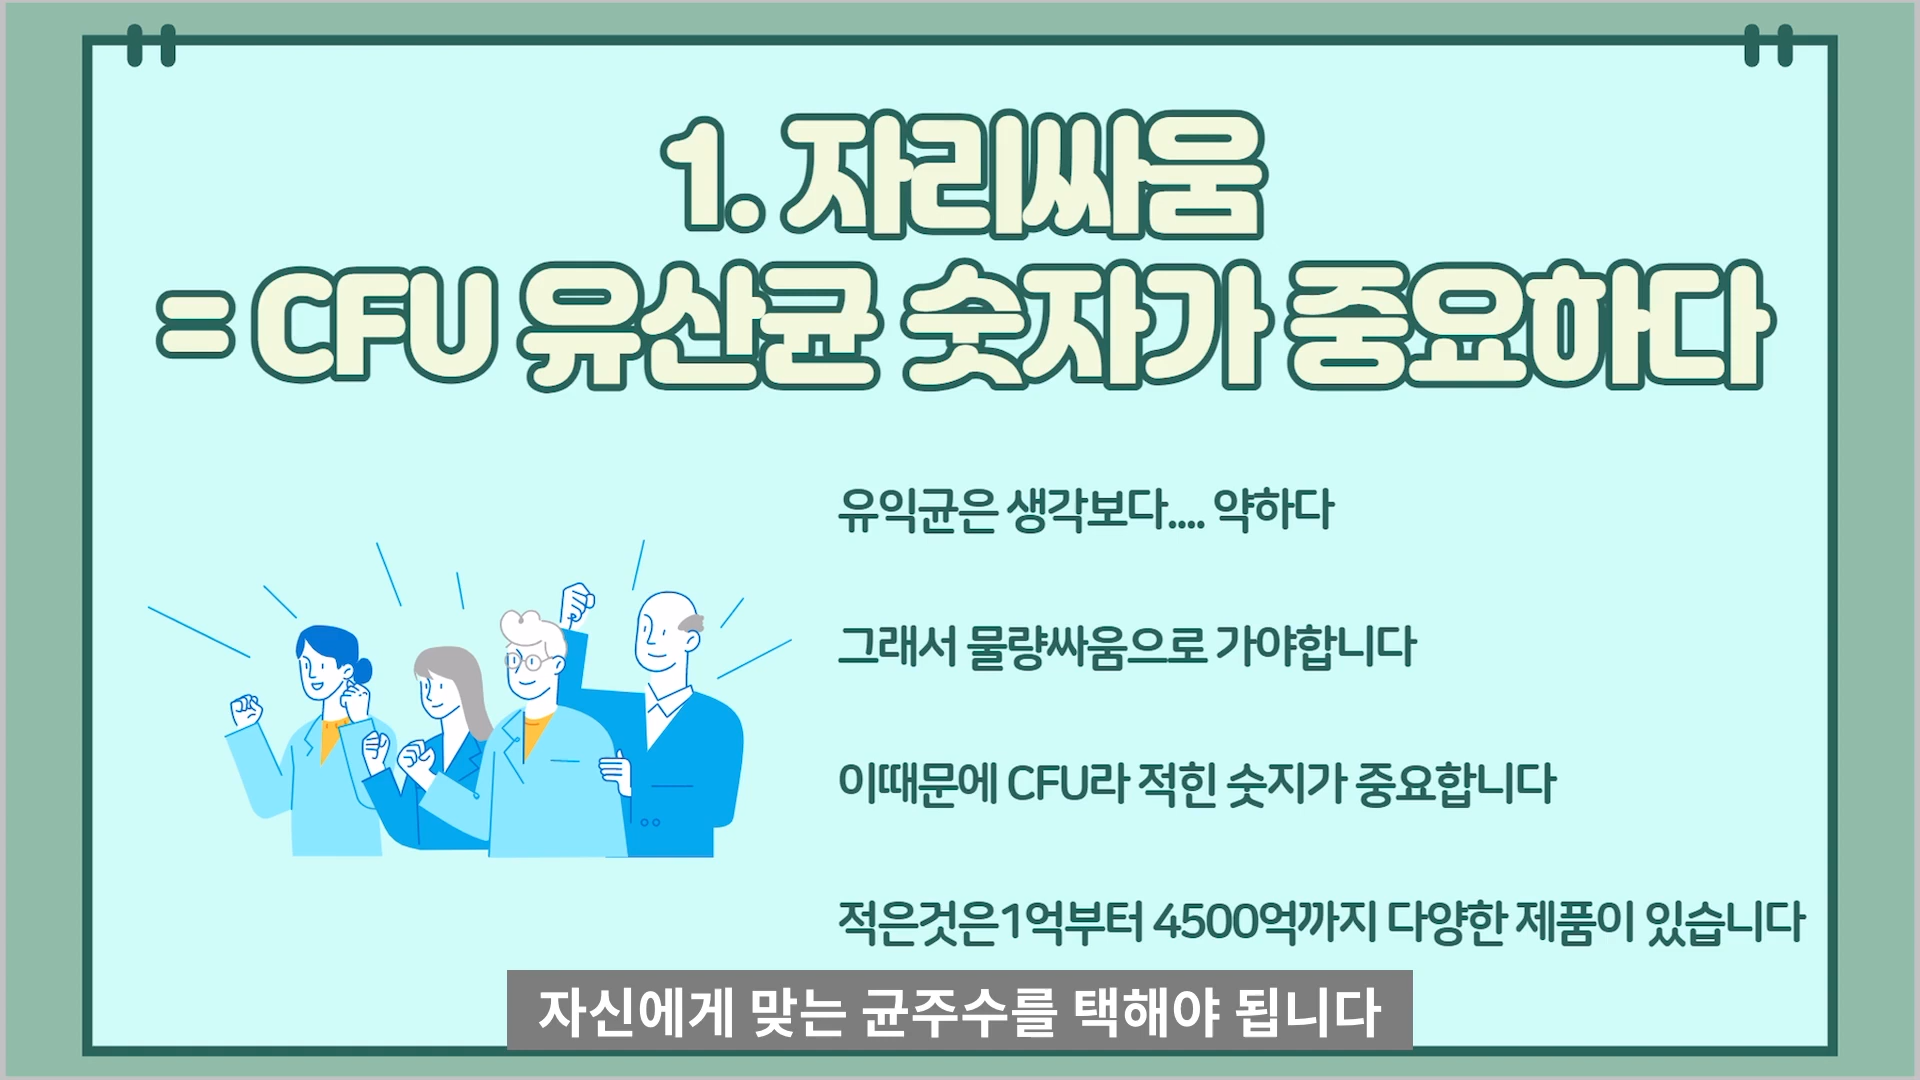 1. 자리싸움
= CFU 유산균 숫자가 중요하다
유익균은 생각보다.... 약하다
그래서 물량싸움으로 가야합니다
이때문에 CFU라 적힌 숫지가 중요합니다
적은것은1억부터 4500억까지 다양한 제품이 있습니다
자신에게 맞는 균주수를 택해야 됩니다